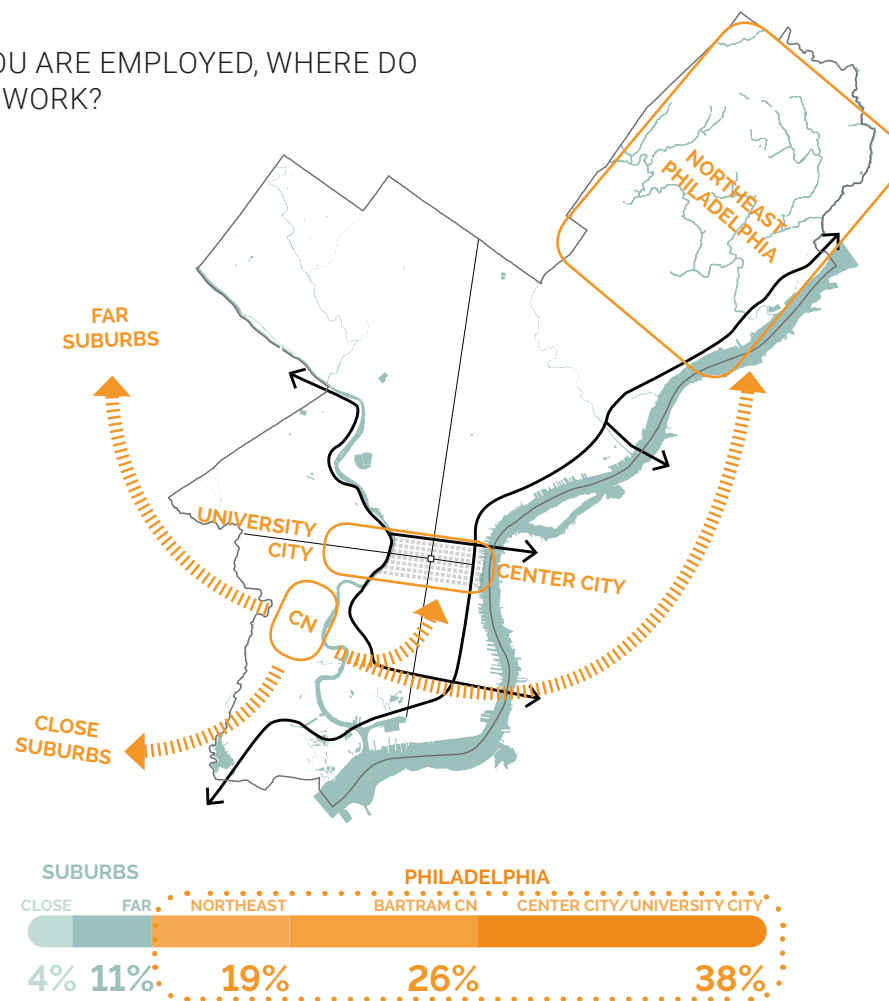 OU ARE EMPLOYED, WHERE DO
WORK?
NORTHEAST
PHILADELPHIA
FAR
SUBURBS
UNIVERSITY
CITY
CENTER CITY
CN
CLOSE
SUBURBS
SUBURBS
PHILADELPHIA
CLOSE FAR NORTHEAST BARTRAM CN CENTER CITY/UNIVERSITY CITY
4% 11% 19% 26% 38%